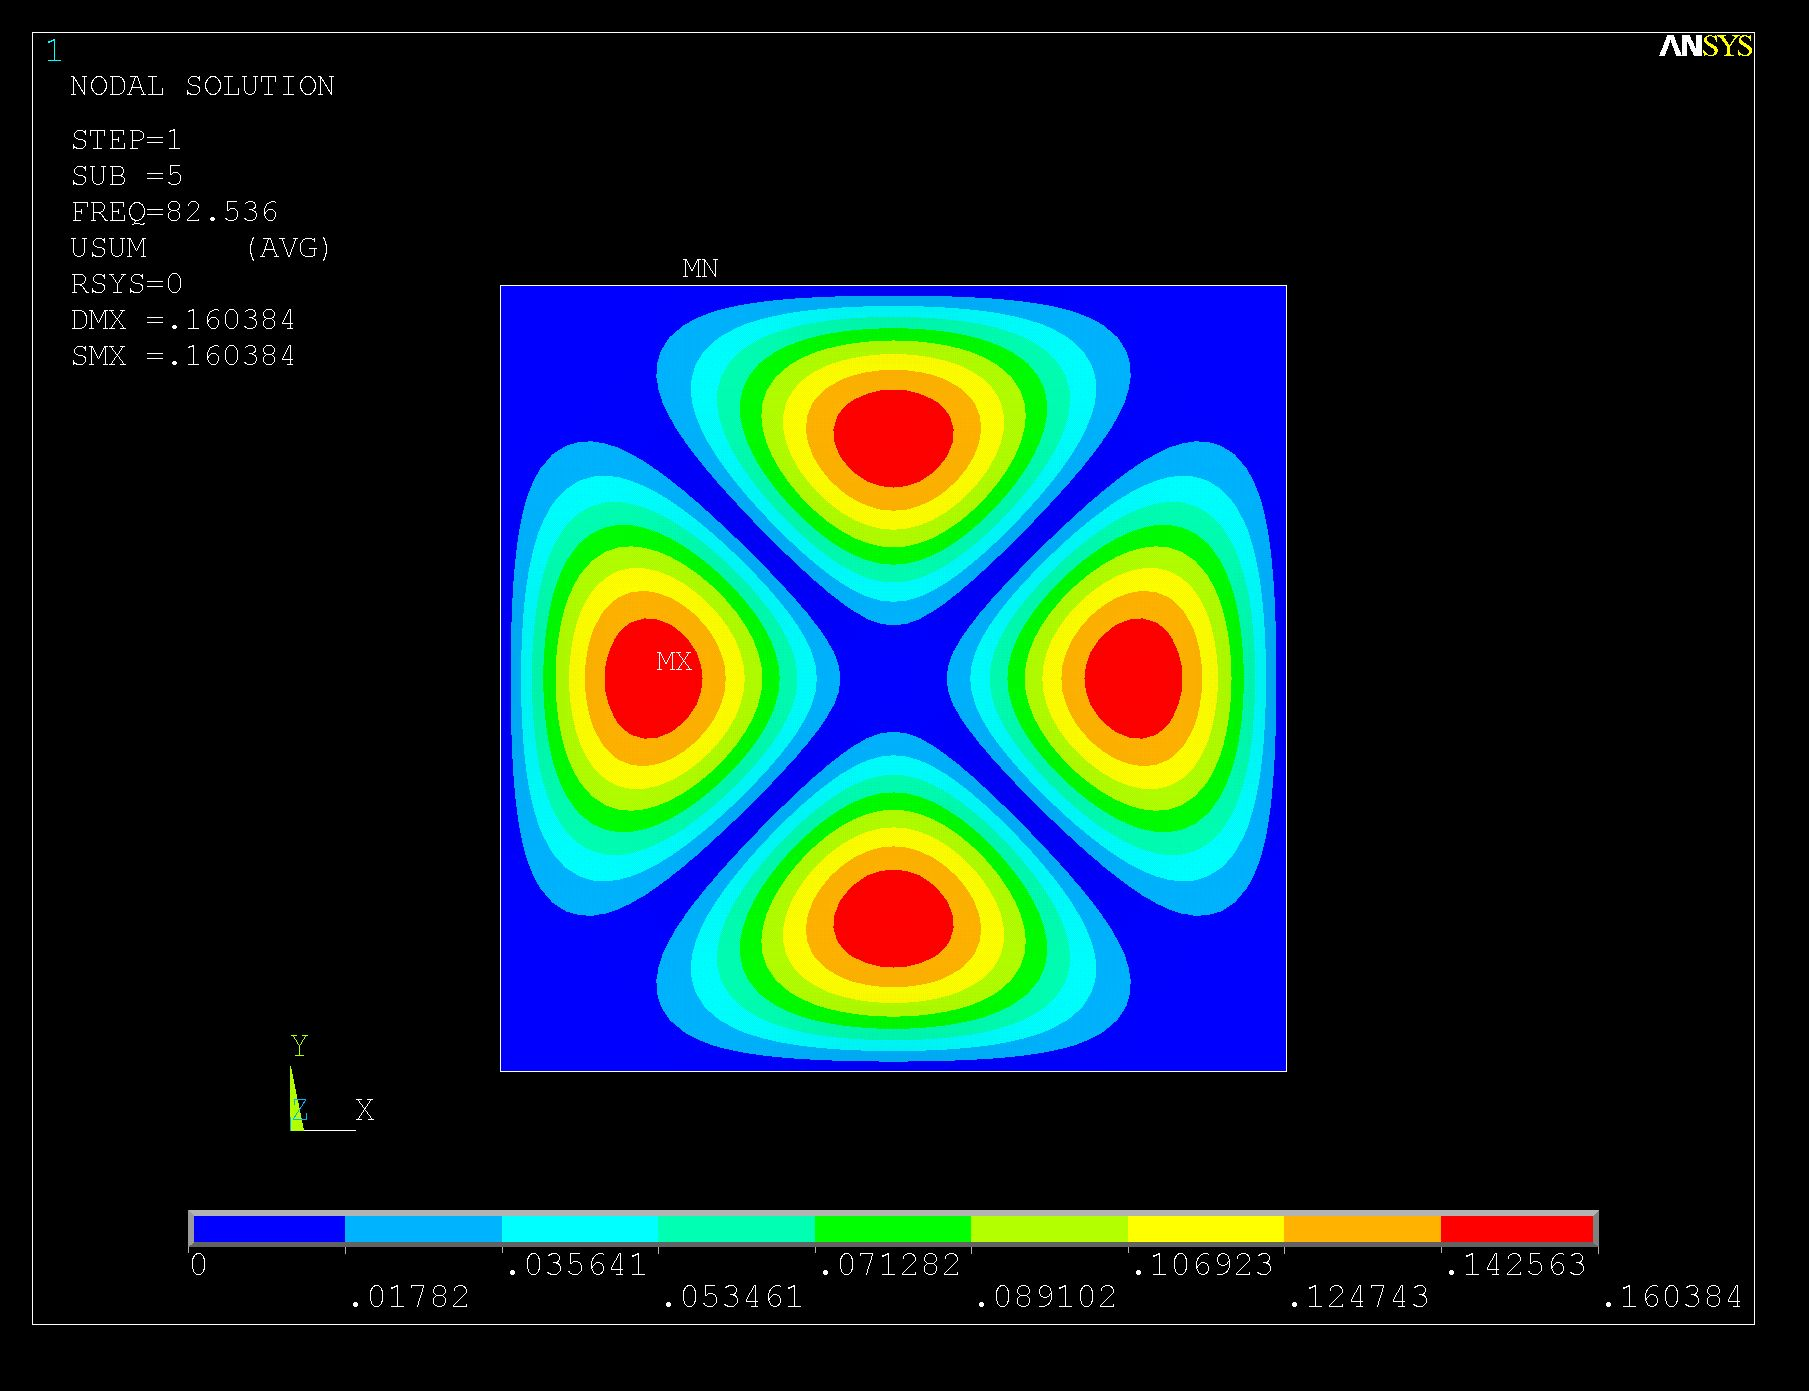 1
ANSYS
NODAL SOLUTION
STEP=1
SUB =5
FREQ=82.536
USUM (AVG)
RSYS=0
DMX =.160384
SMX =.160384
MN
MX
Y
Z X
0 .035641 .071282 .106923 .142563
.01782 .053461 .089102 .124743 .160384